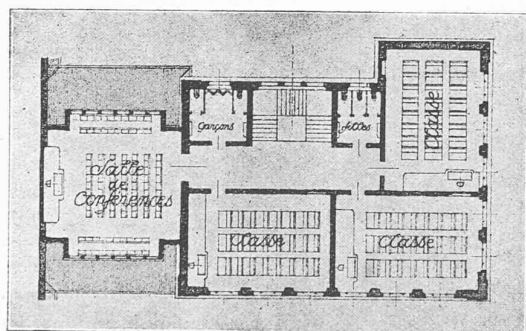 Garçons
filles
Classe
Salle
de
Conférences
Classe
Classe